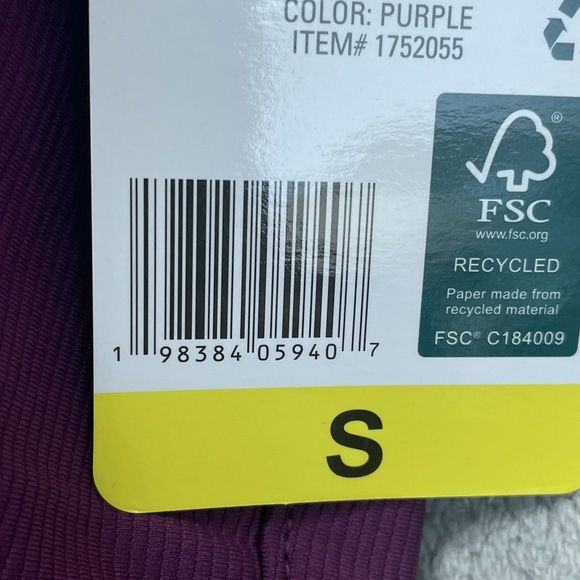 COLOR: PURPLE
ITEM# 1752055
®
FSC
www.fsc.org
RECYCLED
Paper made from
recycled material
FSC® C184009
1 98384 05940 7
S